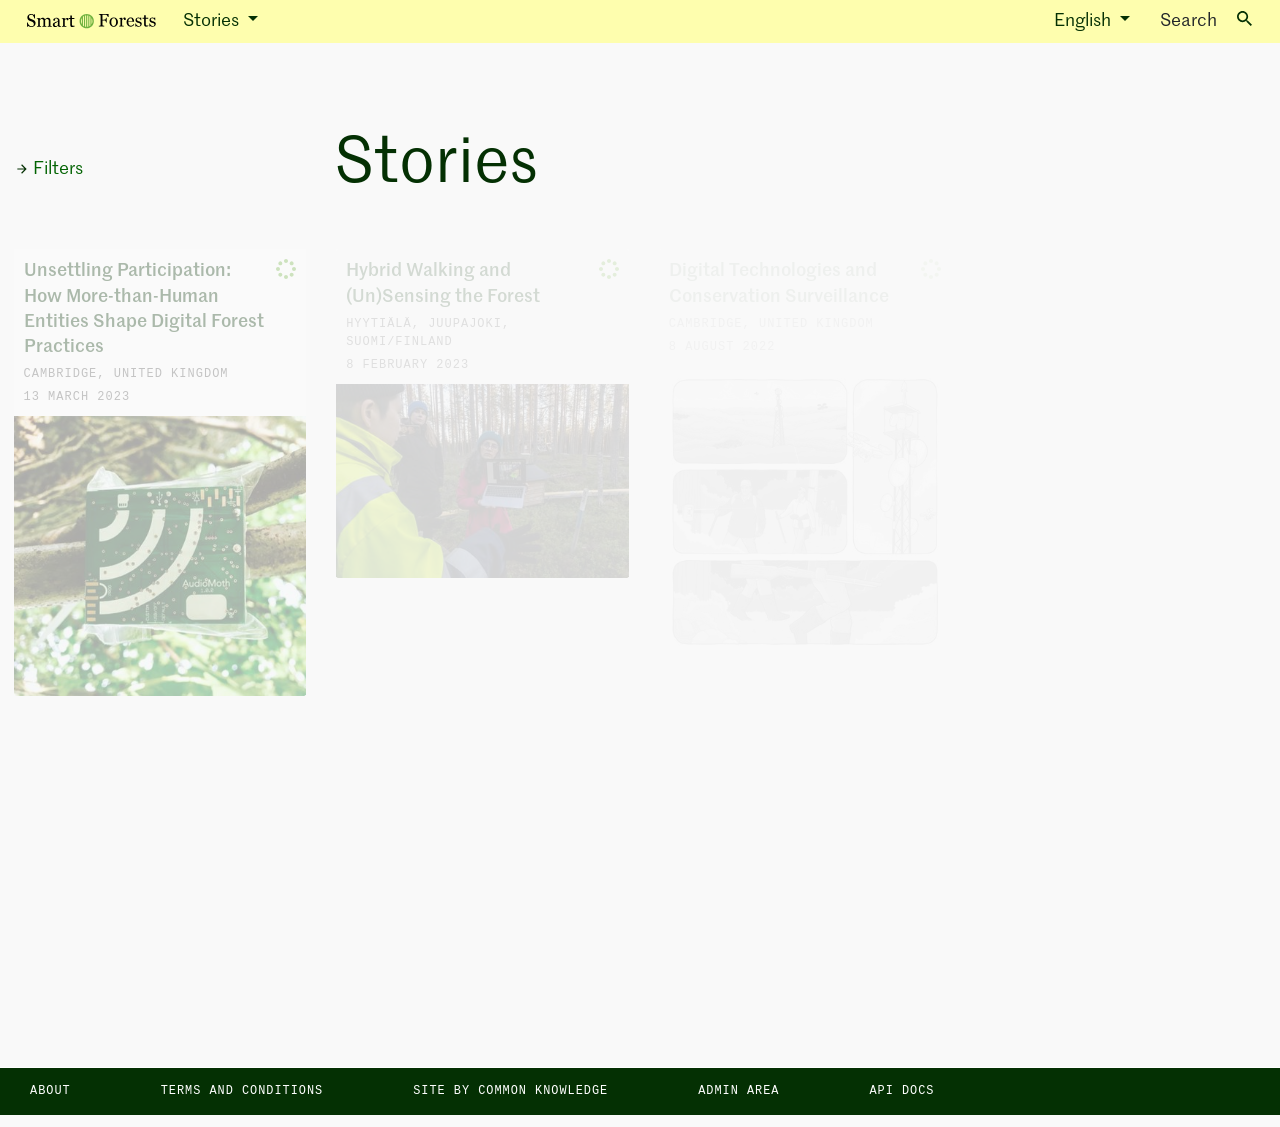 Smart Forests
Stories
English
Search
Filters
Stories
Unsettling Participation:
How More-than-Human
Entities Shape Digital Forest
Practices
CAMBRIDGE, UNITED KINGDOM
13 MARCH 2023
AudioMoth
Hybrid Walking and
(Un)Sensing the Forest
HYYTIÄLÄ, JUUPAJOKI,
SUOMI/FINLAND
8 FEBRUARY 2023
Digital Technologies and
Conservation Surveillance
CAMBRIDGE, UNITED KINGDOM
AUGUST 2022
ABOUT
TERMS AND CONDITIONS
SITE BY COMMON KNOWLEDGE
ADMIN AREA
API DOCS